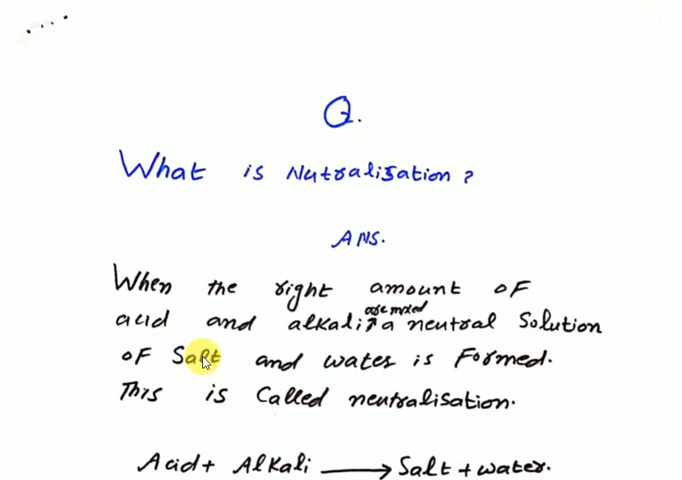 Q.
What is Nutralisation?
ANS.
When the right amount of
are mixed
acid and alkali a neutral Solution
of Salt and water is Formed.
This is Called neutralisation.
Acid + Alkali → Salt + water.